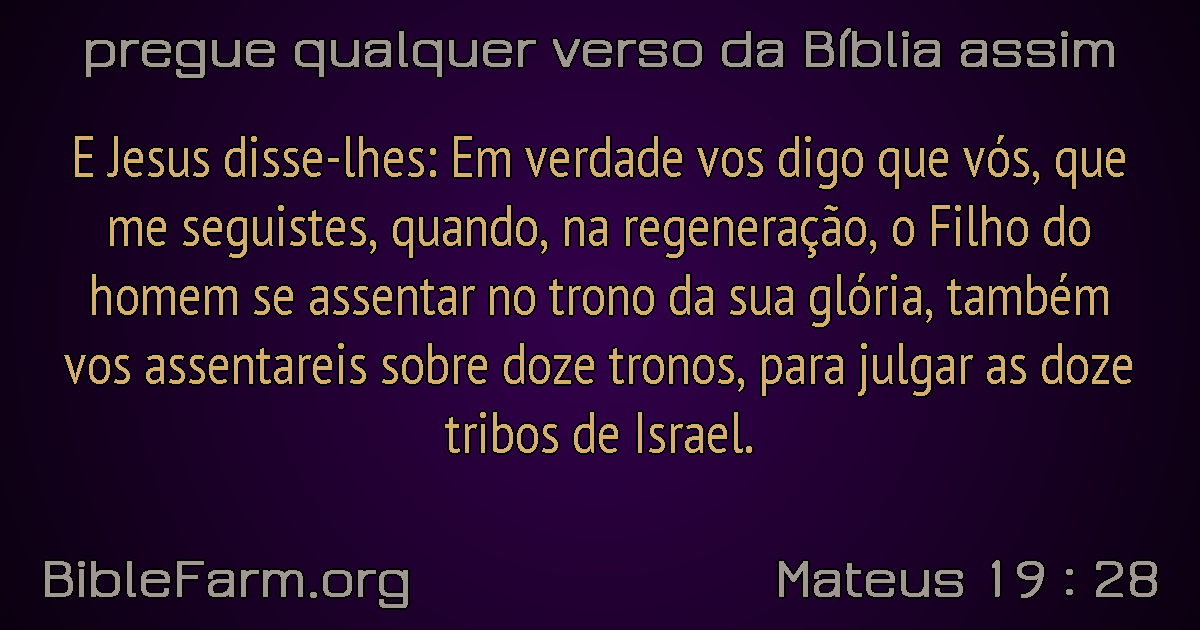 pregue qualquer verso da Bíblia assim
E Jesus disse-lhes: Em verdade vos digo que vós, que
me seguistes, quando, na regeneração, o Filho do
homem se assentar no trono da sua glória, também
vos assentareis sobre doze tronos, para julgar as doze
tribos de Israel.
BibleFarm.org
Mateus 19 : 28